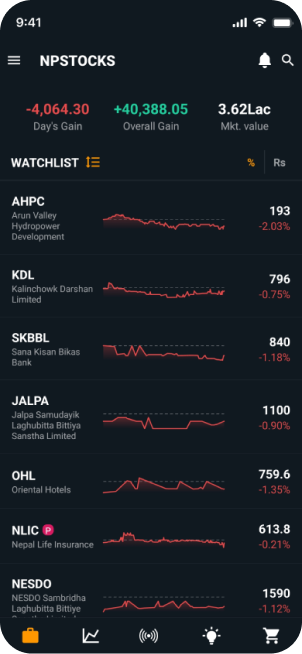 9:41
NPSTOCKS
-4,064.30 +40,388.05 3.62Lac
Day's Gain Overall Gain Mkt. value
WATCHLIST % Rs
AHPC
Arun Valley
Hydropower
Development
193
-2.03%
KDL
Kalinchowk Darshan
Limited
796
-0.75%
SKBBL
Sana Kisan Bikas
Bank
840
-1.18%
JALPA
Jalpa Samudayik
Laghubitta Bittiya
Sanstha Limited
1100
-0.90%
OHL
Oriental Hotels
759.6
-1.35%
NLIC P
Nepal Life Insurance
613.8
-0.21%
NESDO
NESDO Sambridha
Laghubitta Bittiya
1590
-1.12%